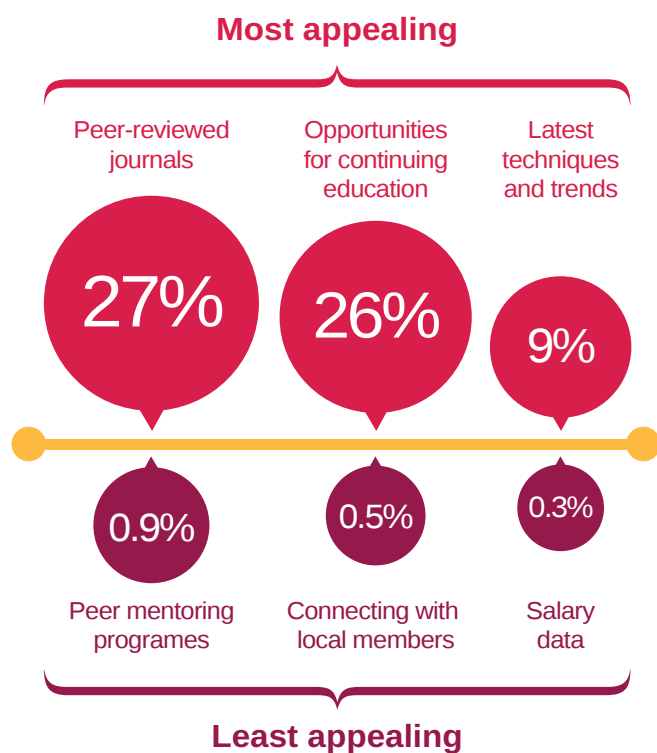 Most appealing
Peer-reviewed
journals
Opportunities
for continuing
education
Latest
techniques
and trends
27%
26%
9%
0.9%
0.5%
0.3%
Peer mentoring
programes
Connecting with
local members
Salary
data
Least appealing